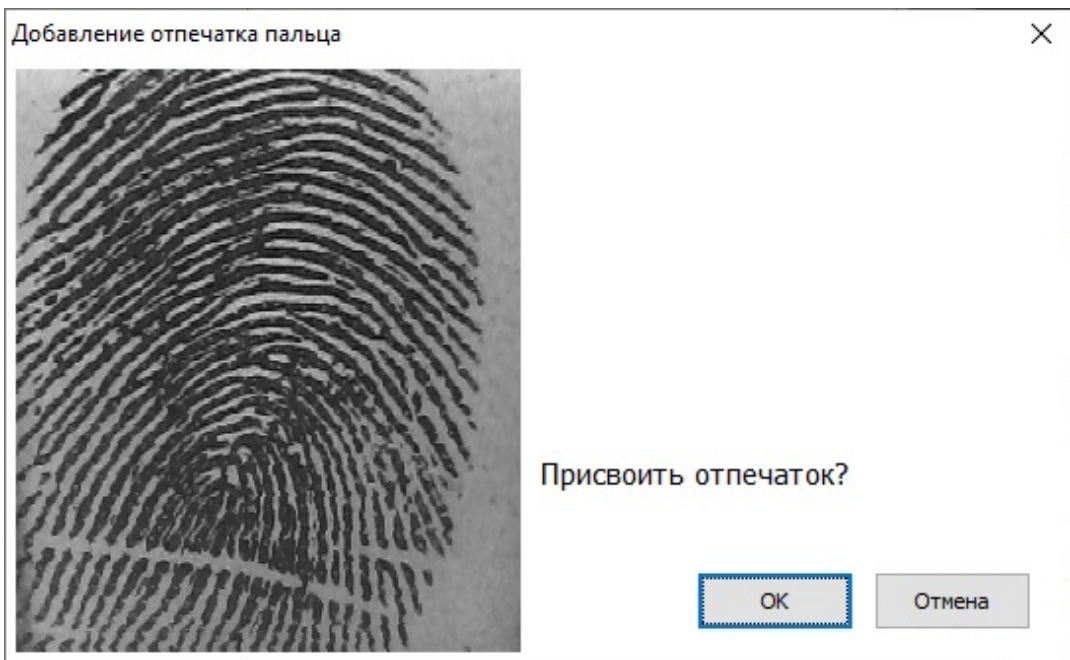 Добавление отпечатка пальца
Присвоить отпечаток?
OK
Отмена